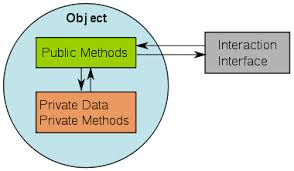 Object
Public Methods
Private Data
Private Methods
Interaction
Interface